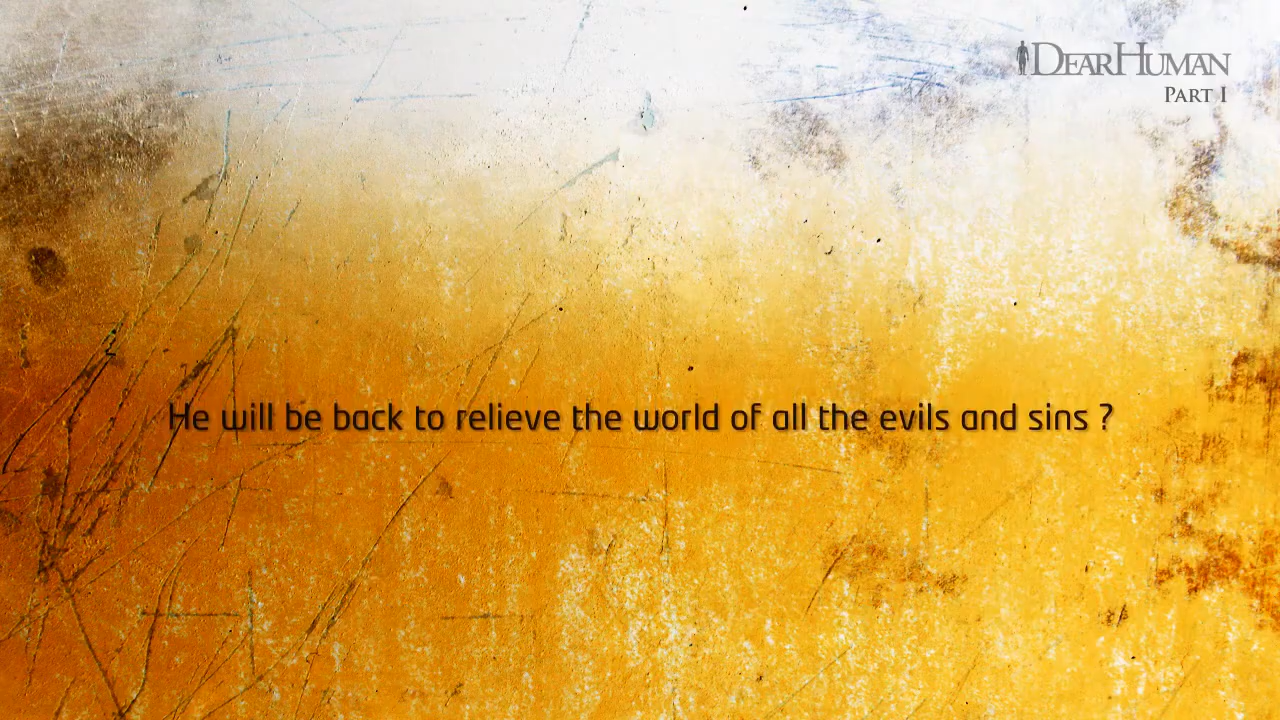 DEARHUMAN
PART I
He will be back to relieve the world of all the evils and sins ?